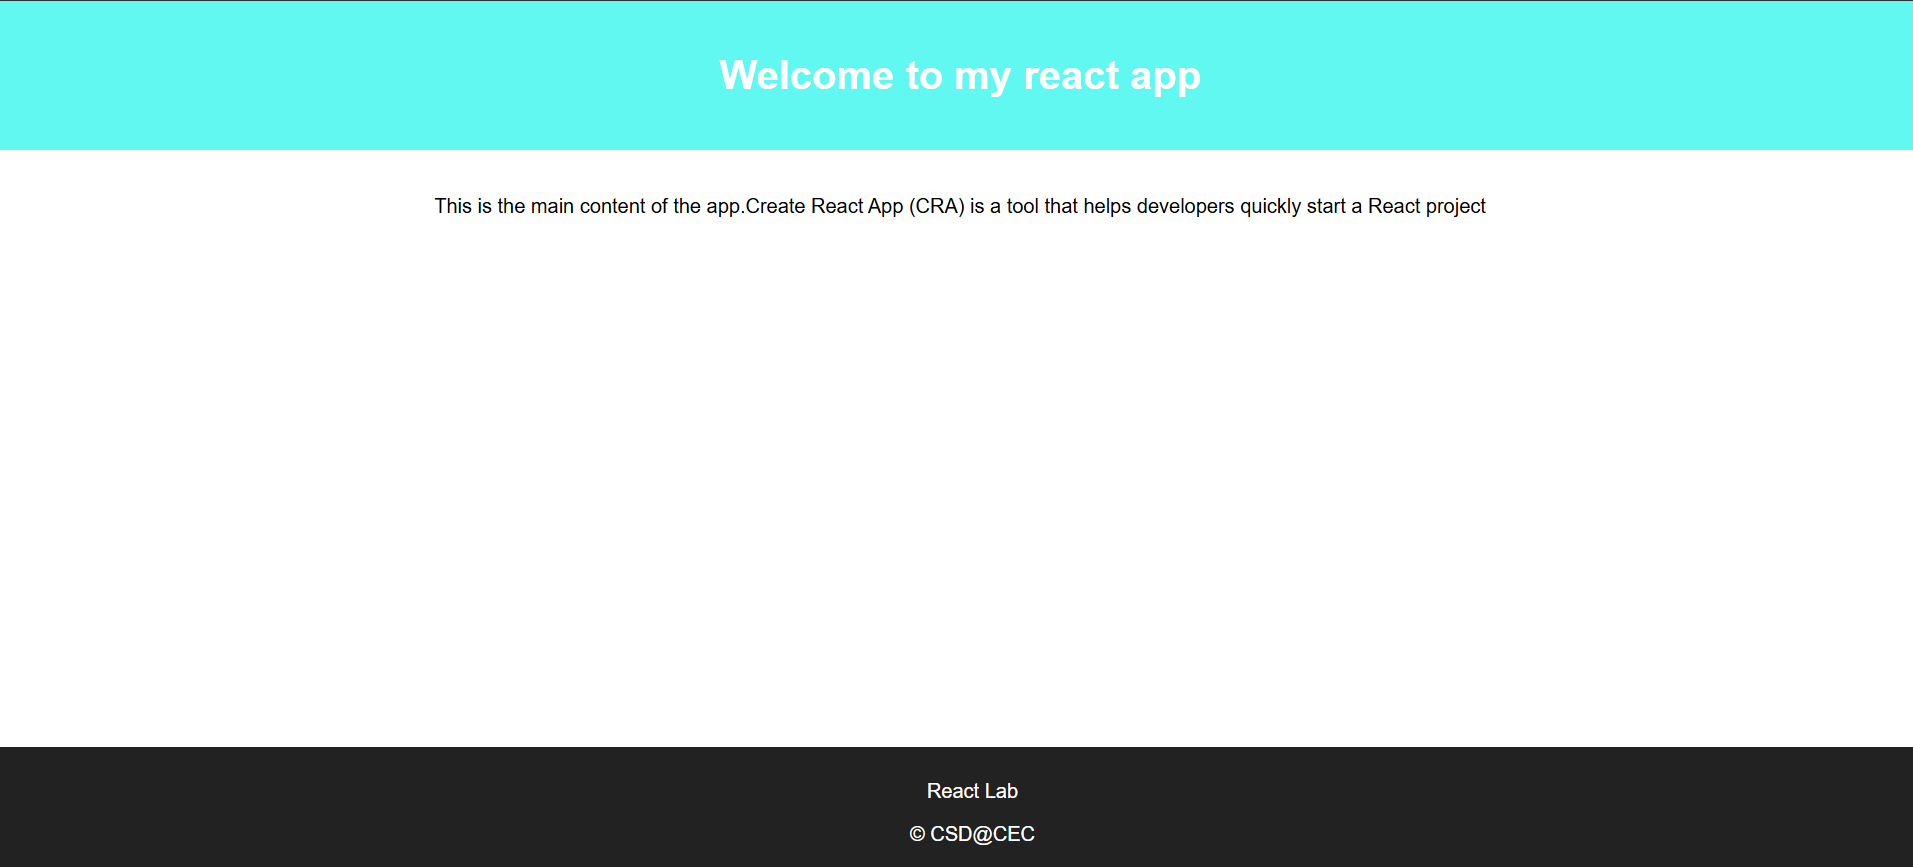 Welcome to my react app
This is the main content of the app.Create React App (CRA) is a tool that helps developers quickly start a React project
React Lab
© CSD@CEC